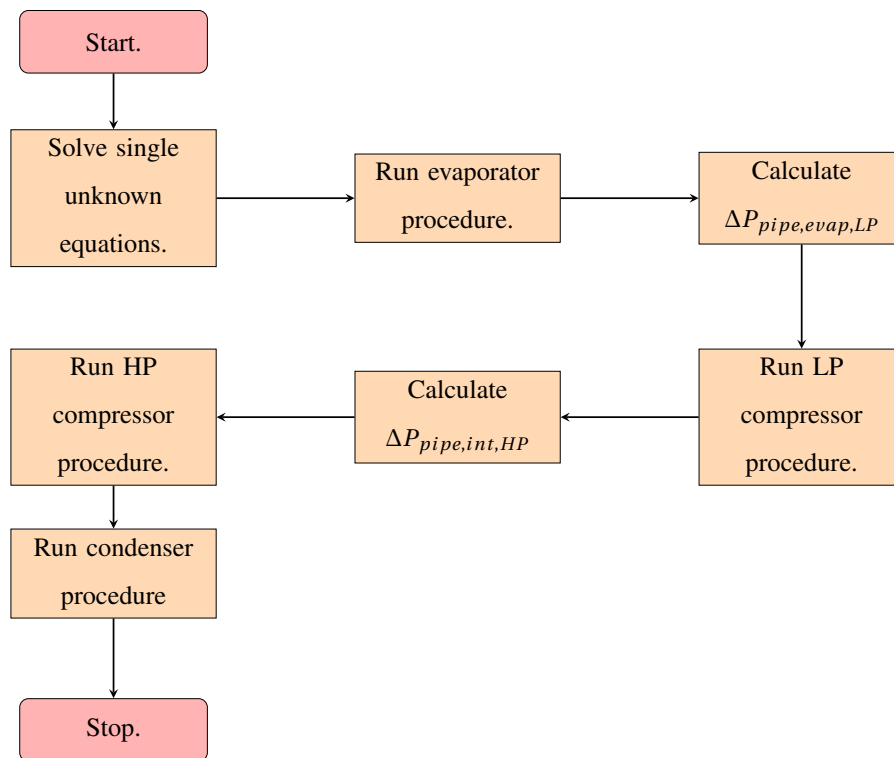 Start.
Solve single
unknown
equations.
Run evaporator
procedure.
Calculate
ΔP_{pipe,evap,LP}
Run LP
compressor
procedure.
Calculate
ΔP_{pipe,int,HP}
Run HP
compressor
procedure.
Run condenser
procedure
Stop.